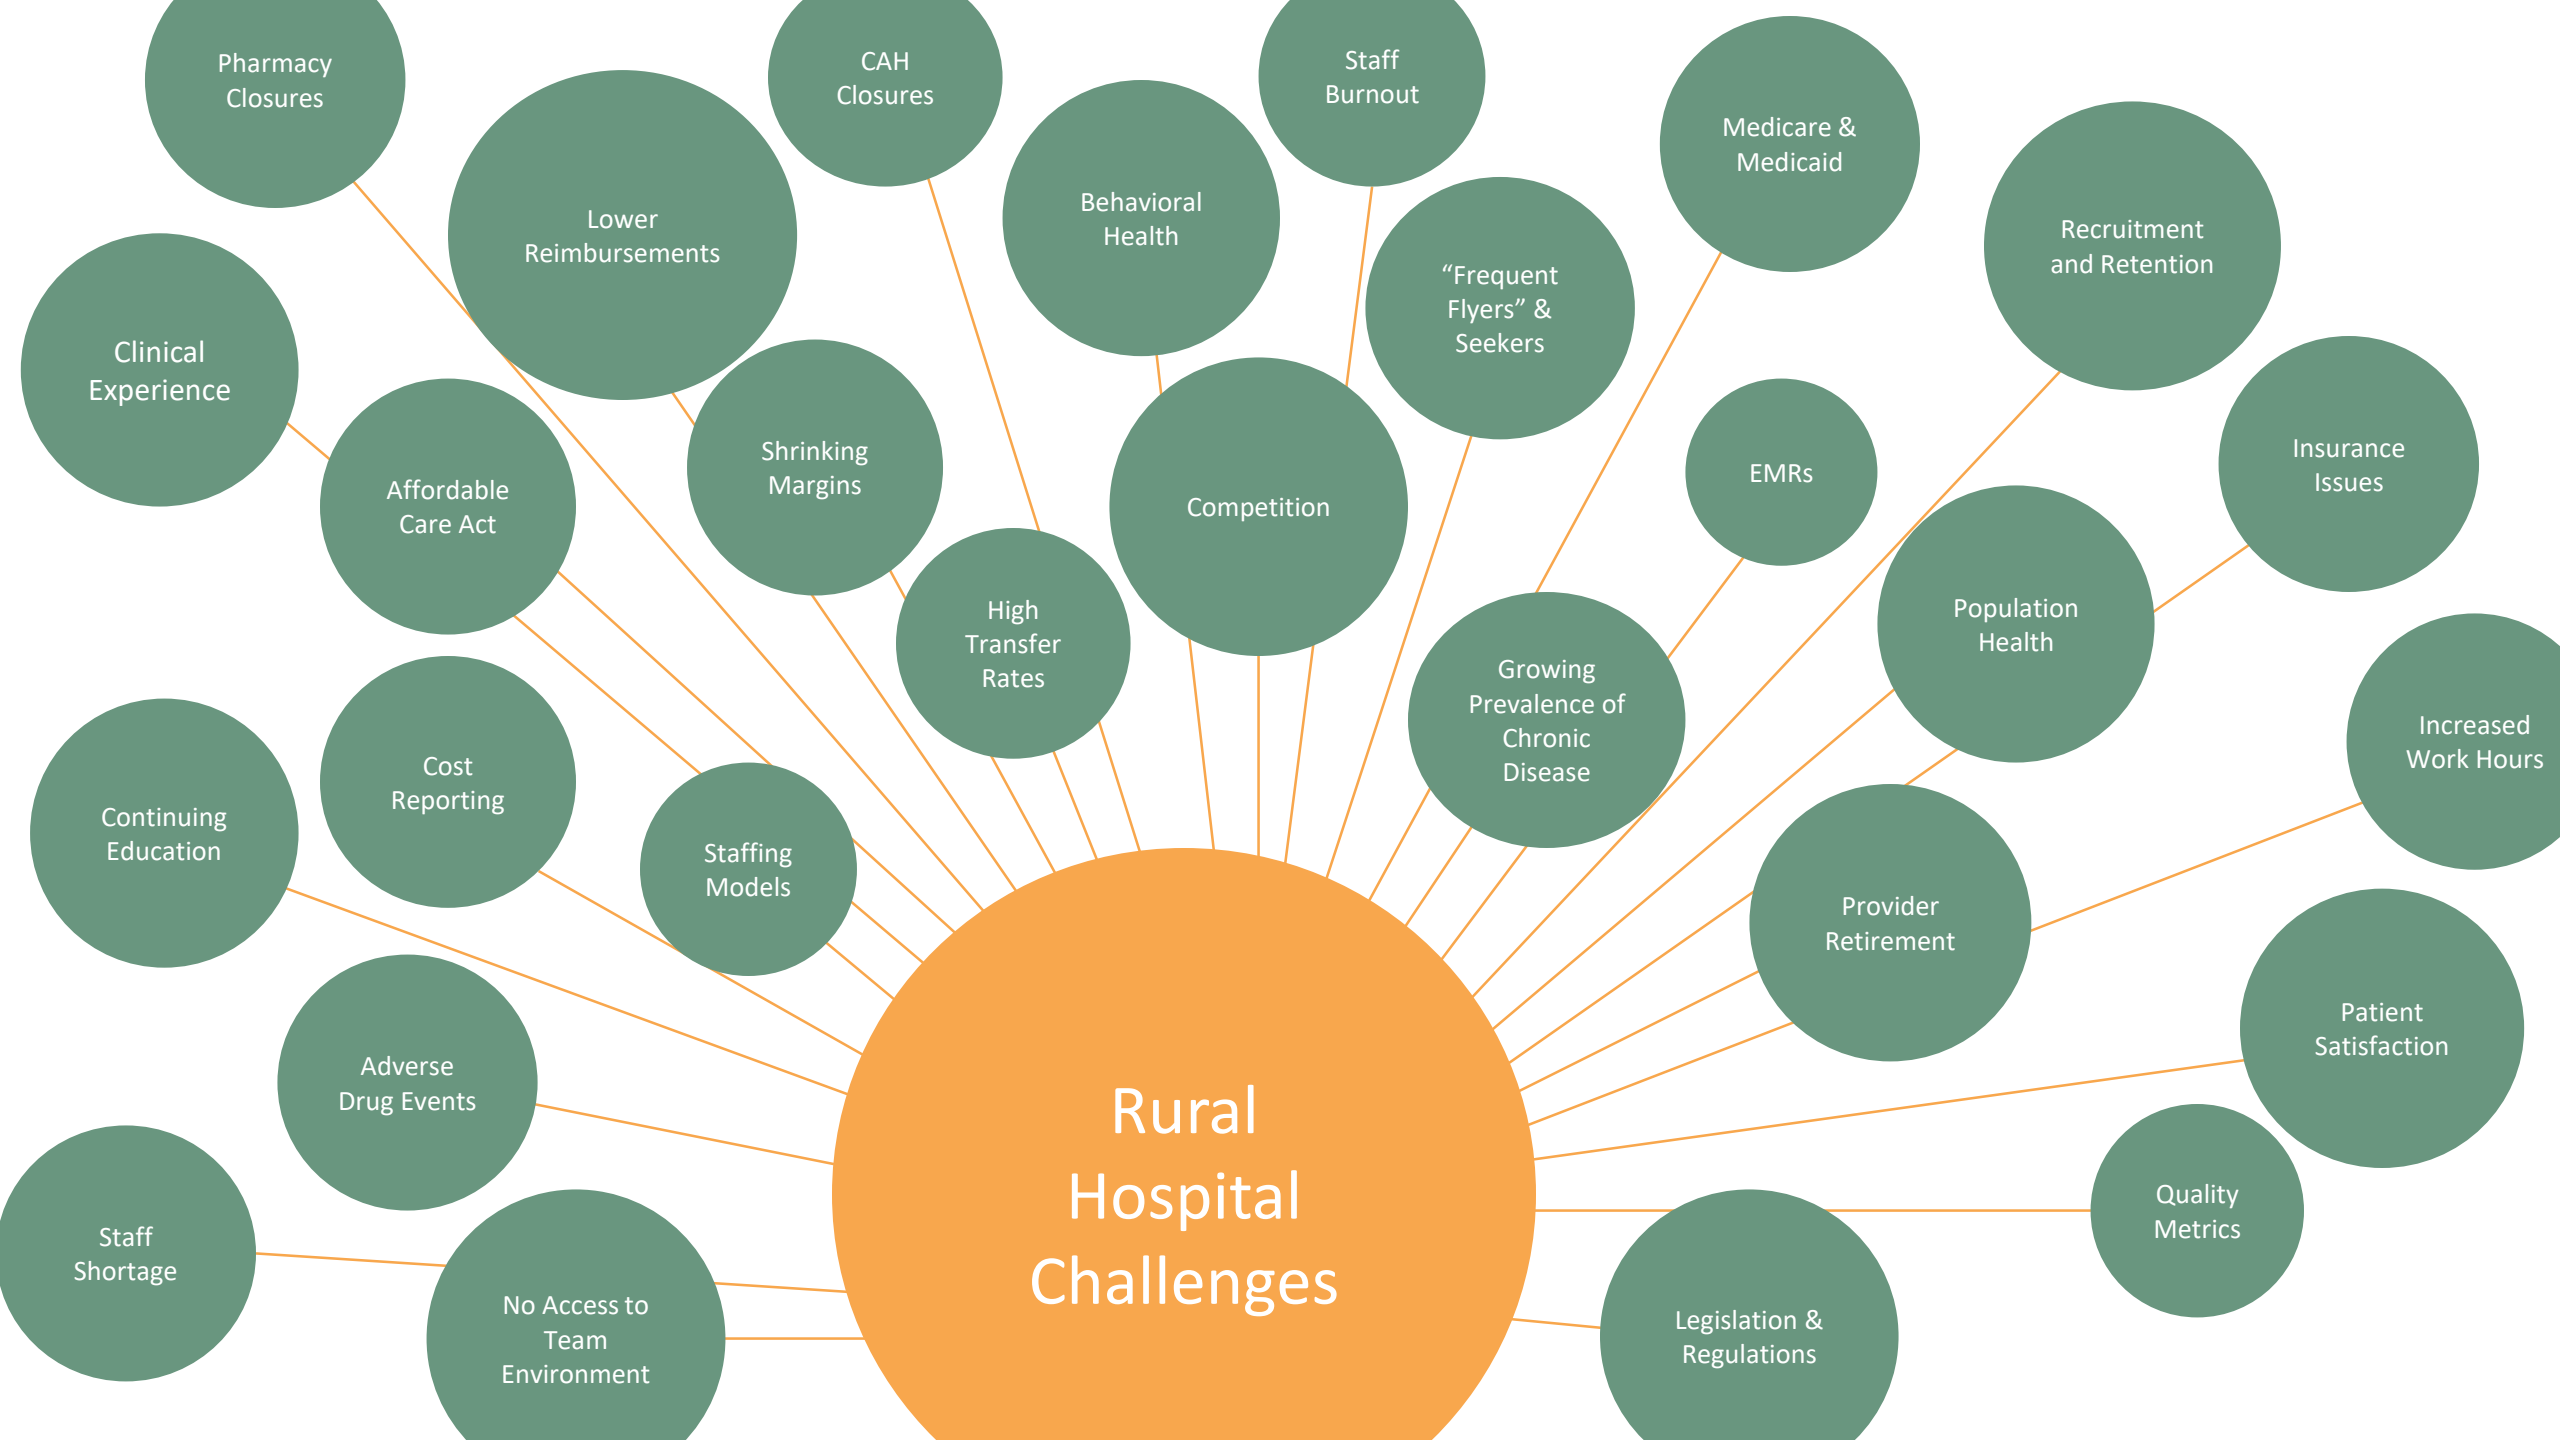 Pharmacy
Closures
CAH
Closures
Staff
Burnout
Medicare &
Medicaid
Lower
Reimbursements
Behavioral
Health
Recruitment
and Retention
"Frequent
Flyers" &
Seekers
Clinical
Experience
Affordable
Care Act
Shrinking
Margins
Competition
EMRs
Insurance
Issues
High
Transfer
Rates
Population
Health
Growing
Prevalence of
Chronic
Disease
Increased
Work Hours
Continuing
Education
Cost
Reporting
Staffing
Models
Provider
Retirement
Patient
Satisfaction
Adverse
Drug Events
Rural
Hospital
Challenges
Quality
Metrics
Staff
Shortage
No Access to
Team
Environment
Legislation &
Regulations